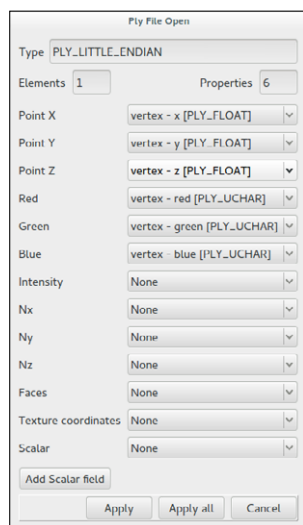 Ply File Open
Type PLY_LITTLE_ENDIAN
Elements 1 Properties 6
Point X vertex - x [PLY_FLOAT]
Point Y vertex - y [PLY_FLOAT]
Point Z vertex - z [PLY_FLOAT]
Red vertex - red [PLY_UCHAR]
Green vertex - green [PLY_UCHAR]
Blue vertex - blue [PLY_UCHAR]
Intensity None
Nx None
Ny None
Nz None
Faces None
Texture coordinates None
Scalar None
Add Scalar field
Apply Apply all Cancel